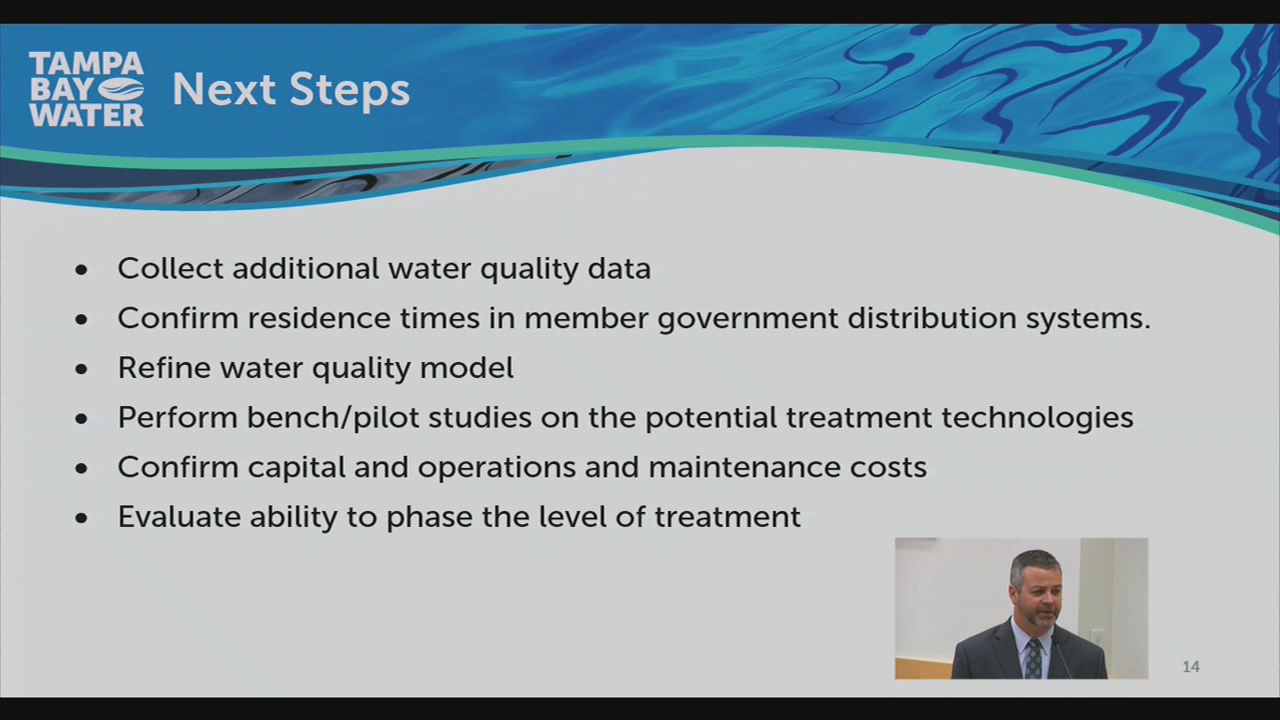 TAMPA
BAY
WATER
Next Steps
• Collect additional water quality data
• Confirm residence times in member government distribution systems.
• Refine water quality model
• Perform bench/pilot studies on the potential treatment technologies
• Confirm capital and operations and maintenance costs
• Evaluate ability to phase the level of treatment
14